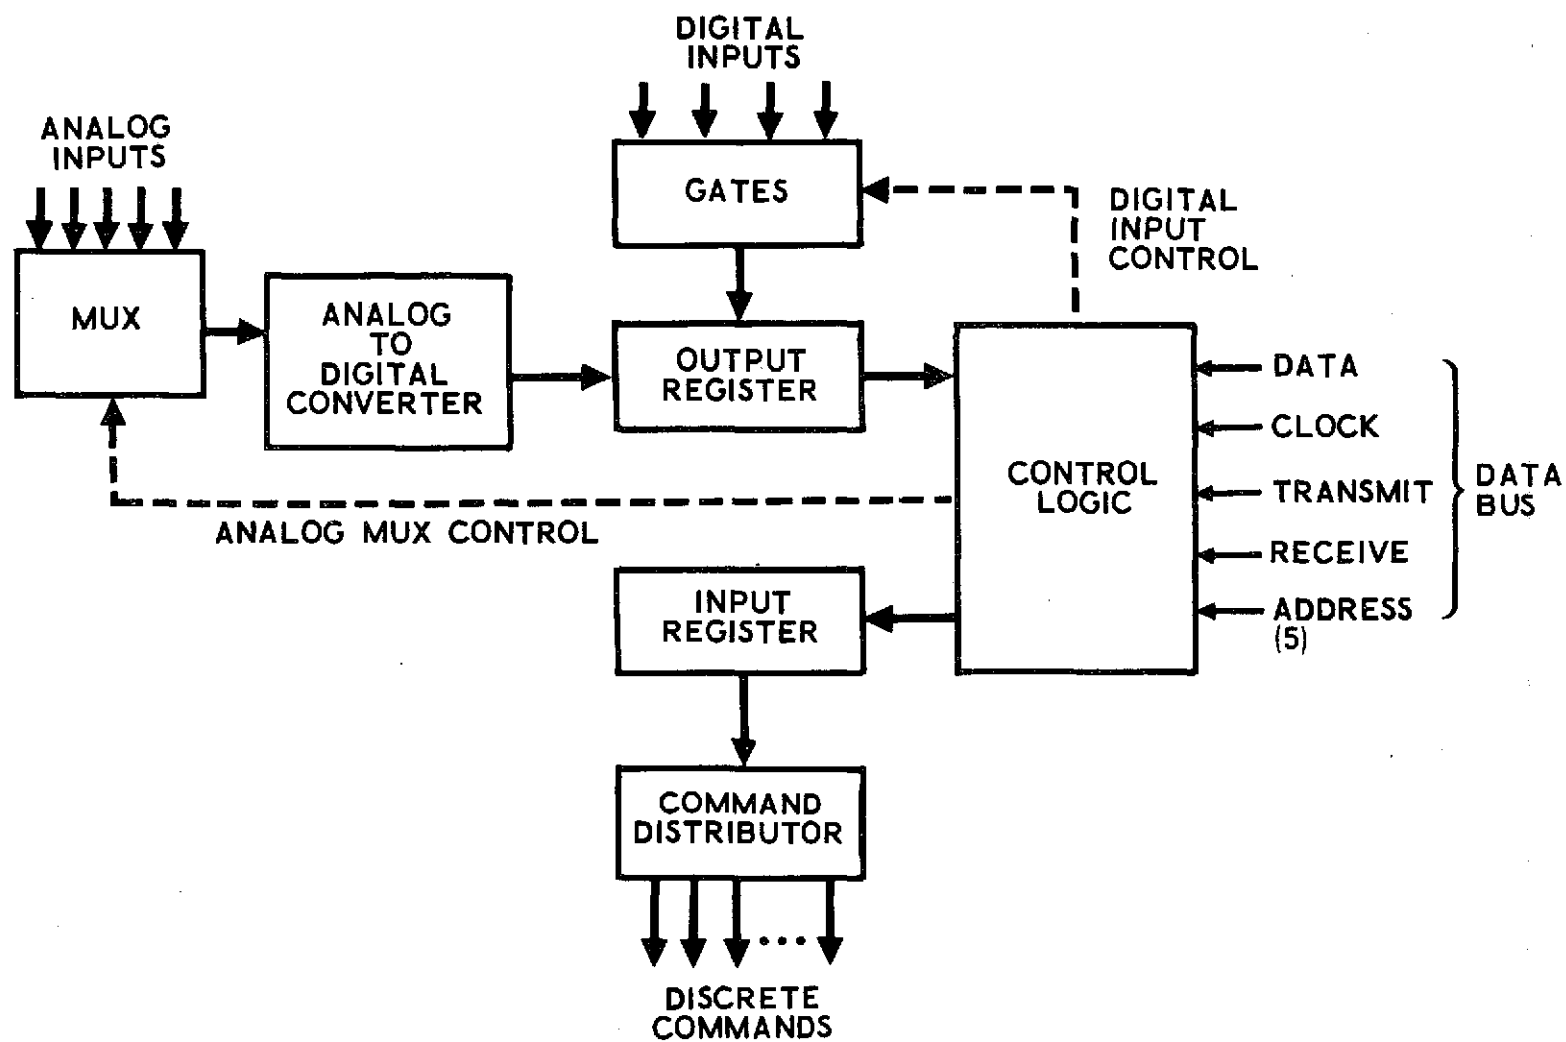 DIGITAL
INPUTS
ANALOG
INPUTS
GATES
DIGITAL
INPUT
CONTROL
MUX
ANALOG
TO
DIGITAL
CONVERTER
OUTPUT
REGISTER
CONTROL
LOGIC
DATA
CLOCK
TRANSMIT
RECEIVE
ADDRESS
(5)
DATA
BUS
ANALOG MUX CONTROL
INPUT
REGISTER
COMMAND
DISTRIBUTOR
DISCRETE
COMMANDS